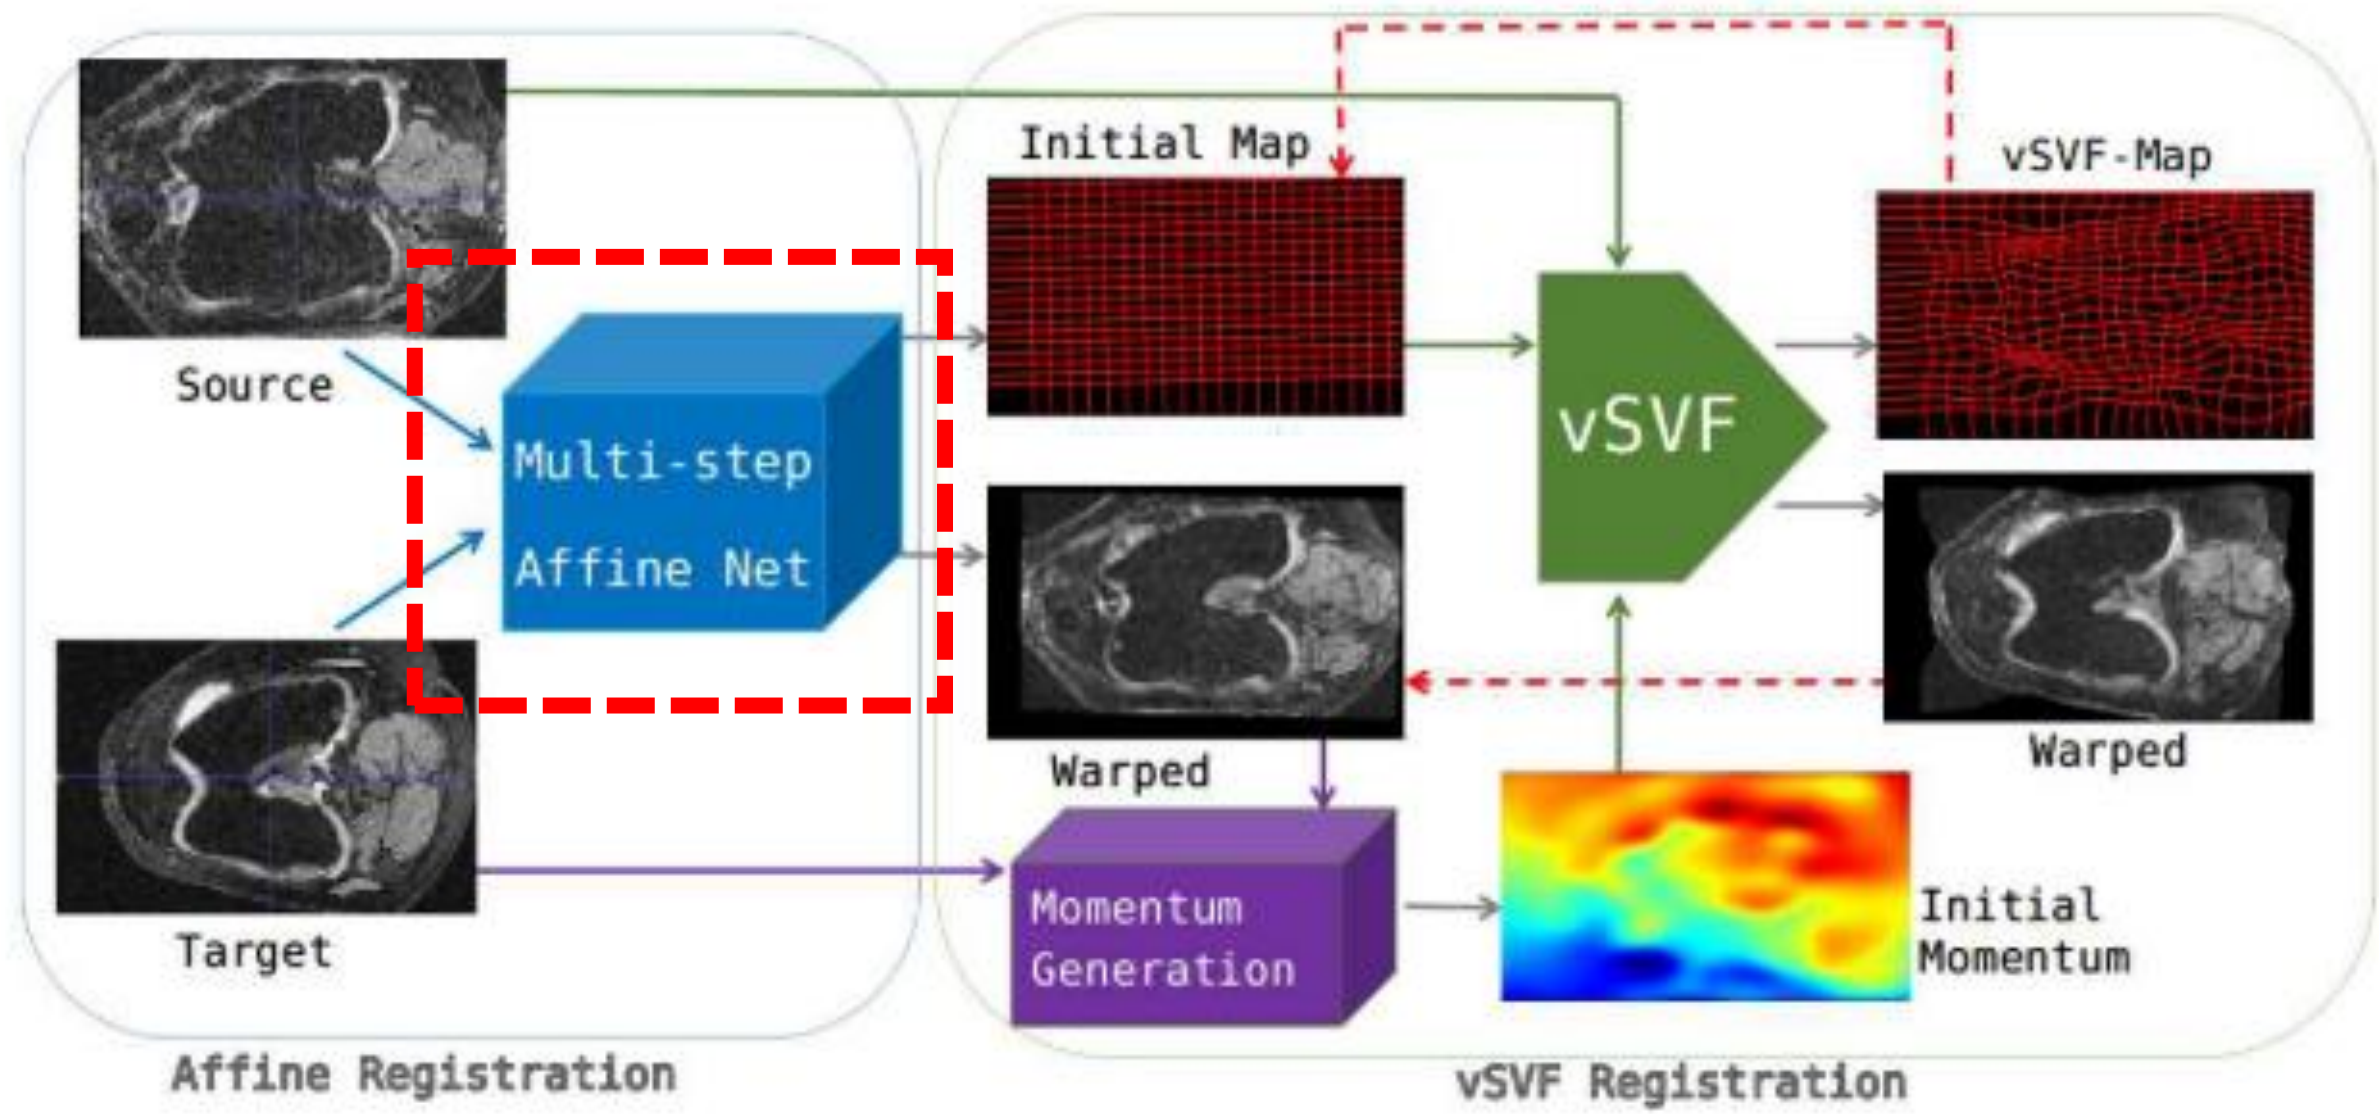 Source
Multi-step
Affine Net
Target
Affine Registration
Initial Map
vSVF
vSVF-Map
Warped
Warped
Momentum
Generation
Initial
Momentum
vSVF Registration